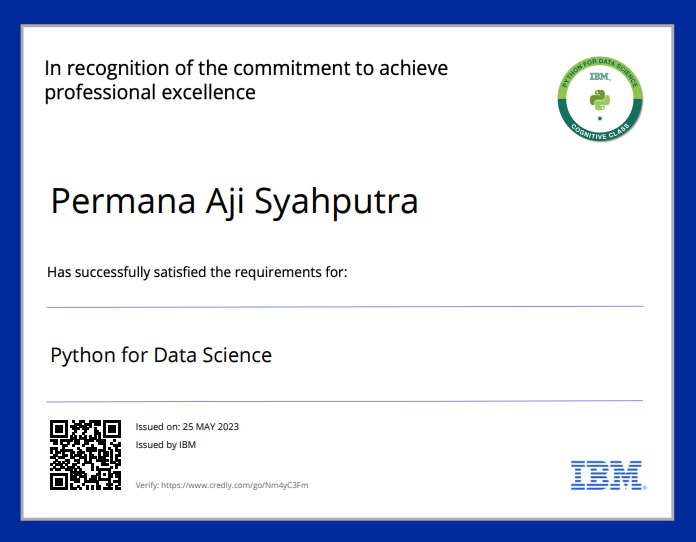 In recognition of the commitment to achieve
professional excellence
PYTHON FOR DATA SCIENCE
IBM.
COGNITIVE CLASS
Permana Aji Syahputra
Has successfully satisfied the requirements for:
Python for Data Science
Issued on: 25 MAY 2023
Issued by IBM
Verify: https://www.credly.com/go/Nm4yC3Fm
IBM®